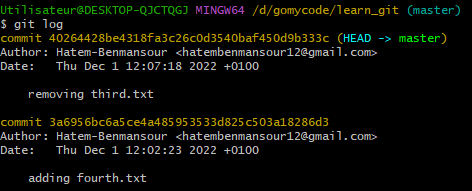 Utilisateur@DESKTOP-QJCTQGJ MINGW64 /d/gomycode/learn_git (master)
$ git log
commit 40264428be4318fa3c26c0d3540baf450d9b333c (HEAD -> master)
Author: Hatem-Benmansour <hatembenmansour12@gmail.com>
Date:   Thu Dec 1 12:07:18 2022 +0100

    removing third.txt

commit 3a6956bc6a5ce4a485953533d825c503a18286d3
Author: Hatem-Benmansour <hatembenmansour12@gmail.com>
Date:   Thu Dec 1 12:02:23 2022 +0100

    adding fourth.txt